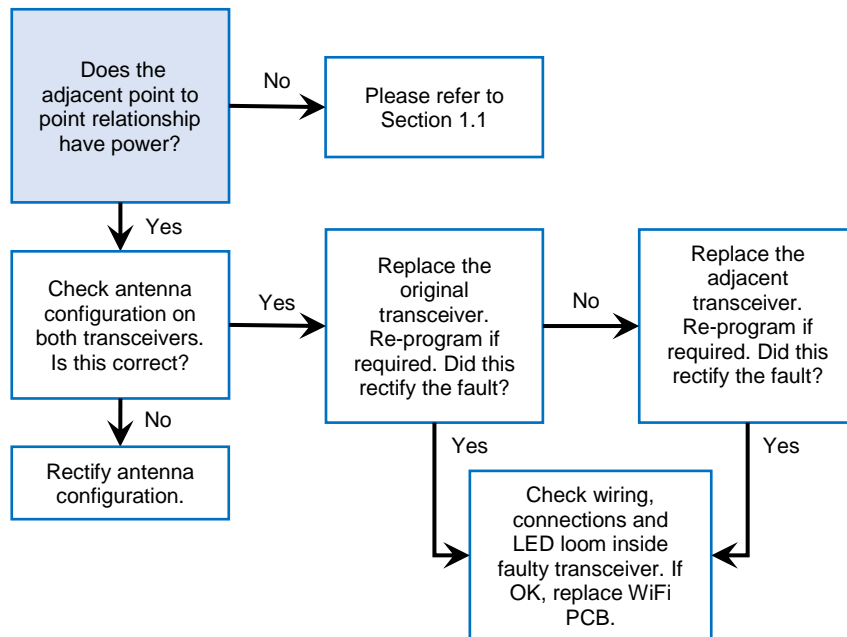 Does the
adjacent point to
point relationship
have power?
No
Please refer to
Section 1.1
Yes
Check antenna
configuration on
both transceivers.
Is this correct?
Yes
Replace the
original
transceiver.
Re-program if
required. Did this
rectify the fault?
No
Replace the
adjacent
transceiver.
Re-program if
required. Did this
rectify the fault?
No
Rectify antenna
configuration.
Yes
Yes
Check wiring,
connections and
LED loom inside
faulty transceiver. If
OK, replace WiFi
PCB.